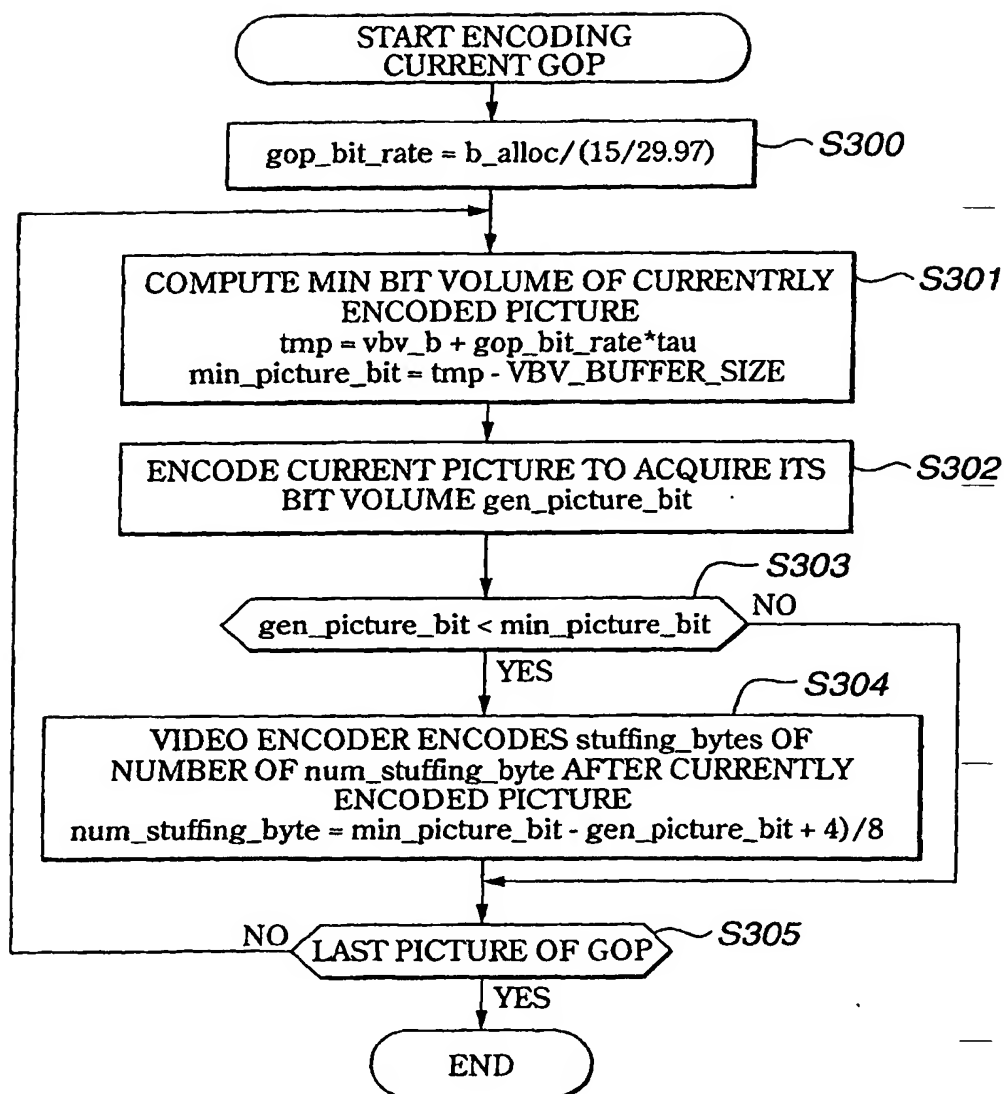 START ENCODING
CURRENT GOP
gop_bit_rate = b_alloc/(15/29.97)
S300
COMPUTE MIN BIT VOLUME OF CURRENTRLY
ENCODED PICTURE
tmp = vbv_b + gop_bit_rate*tau
min_picture_bit = tmp - VBV_BUFFER_SIZE
S301
ENCODE CURRENT PICTURE TO ACQUIRE ITS
BIT VOLUME gen_picture_bit
S302
S303
gen_picture_bit < min_picture_bit
NO
YES
S304
VIDEO ENCODER ENCODES stuffing_bytes OF
NUMBER OF num_stuffing_byte AFTER CURRENTLY
ENCODED PICTURE
num_stuffing_byte = min_picture_bit - gen_picture_bit + 4)/8
NO
LAST PICTURE OF GOP
S305
YES
END